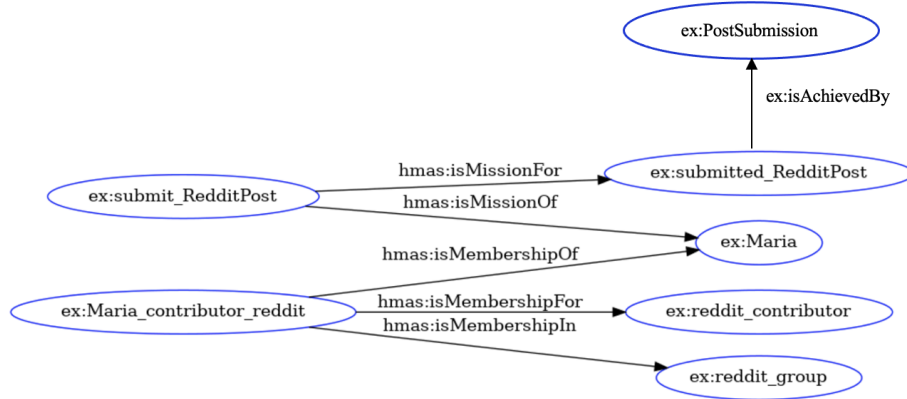 ex:PostSubmission
ex:isAchievedBy
hmas:isMissionFor
ex:submitted_RedditPost
ex:submit_RedditPost
hmas:isMissionOf
ex:Maria
hmas:isMembershipOf
ex:Maria_contributor_reddit
hmas:isMembershipFor
ex:reddit_contributor
hmas:isMembershipIn
ex:reddit_group